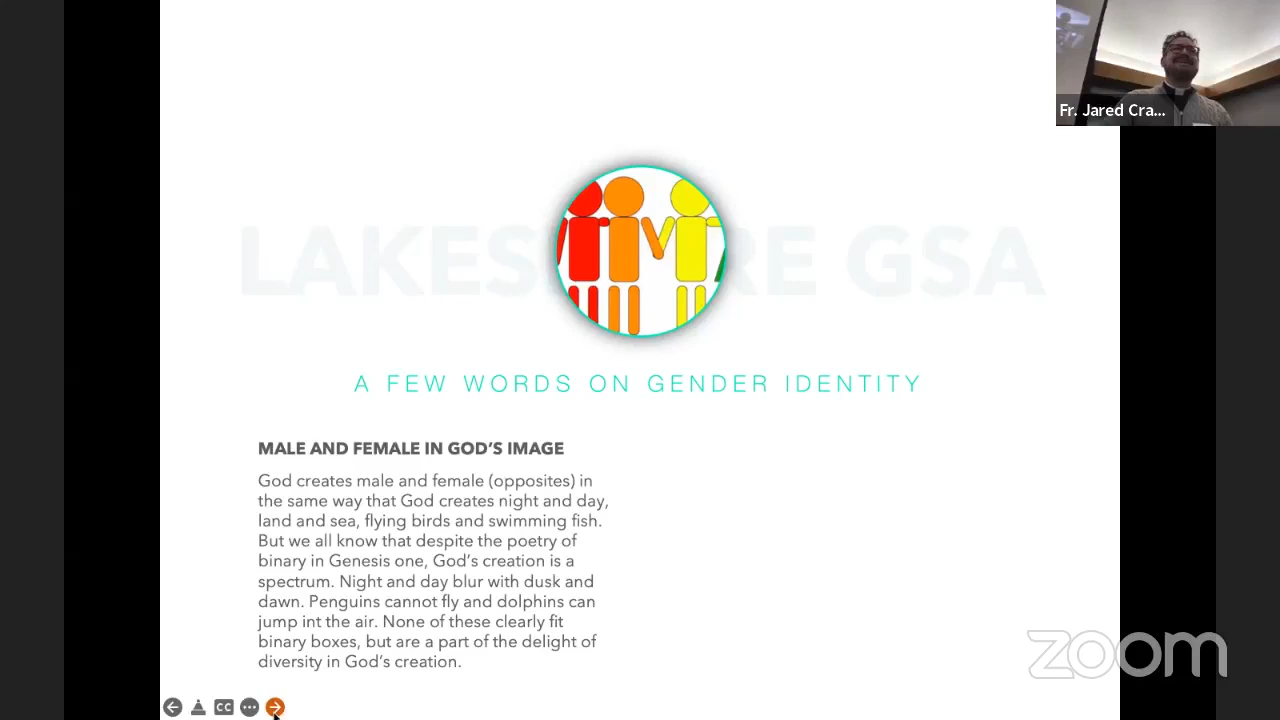 Fr. Jared Cra...
LAKES RE GSA
A FEW WORDS ON GENDER IDENTITY
MALE AND FEMALE IN GOD'S IMAGE
God creates male and female (opposites) in
the same way that God creates night and day,
land and sea, flying birds and swimming fish.
But we all know that despite the poetry of
binary in Genesis one, God's creation is a
spectrum. Night and day blur with dusk and
dawn. Penguins cannot fly and dolphins can
jump int the air. None of these clearly fit
binary boxes, but are a part of the delight of
diversity in God's creation.
CC
zoom